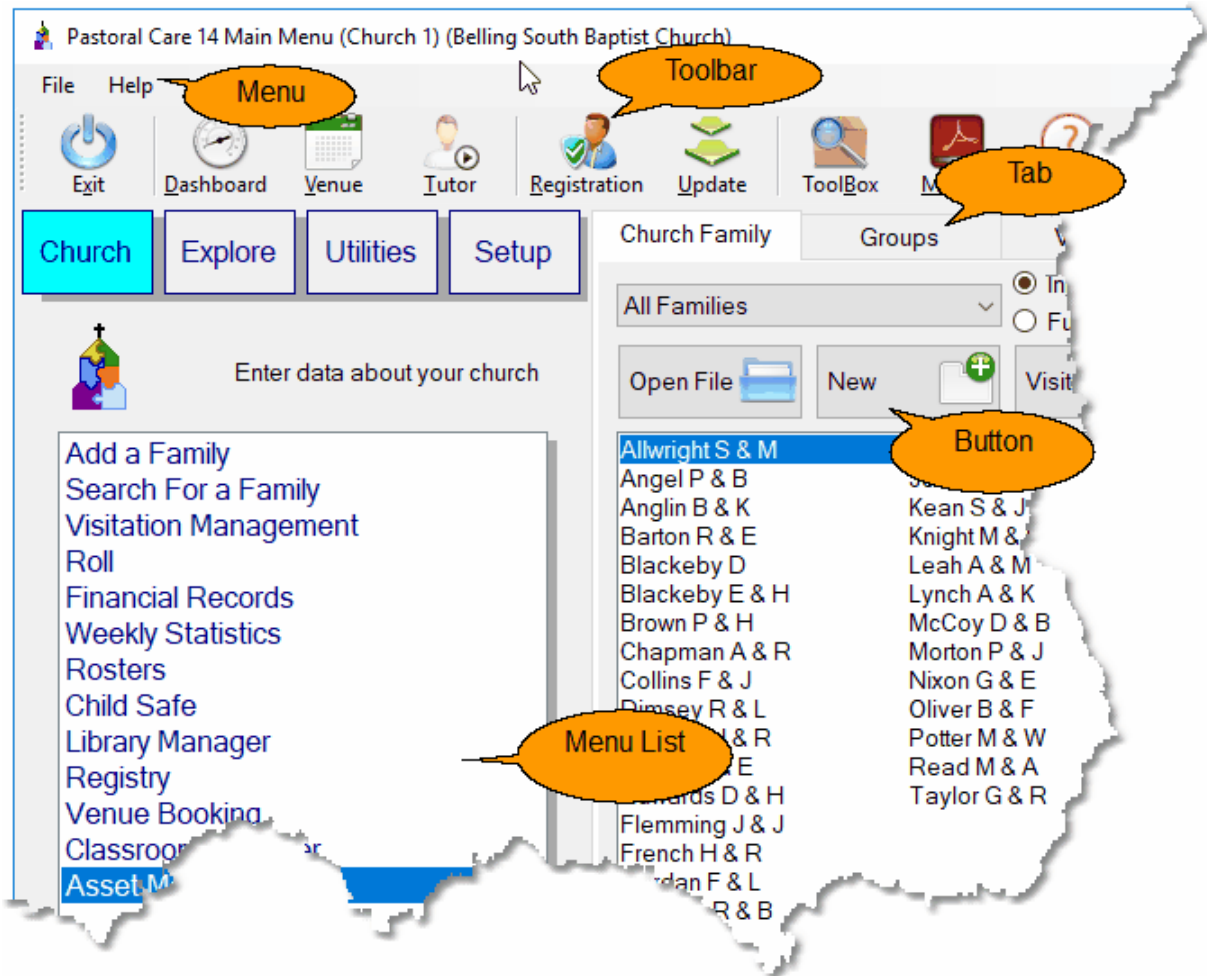 Pastoral Care 14 Main Menu (Church 1) (Belling South Baptist Church)
File Help
Menu
Toolbar
Exit Dashboard Venue Tutor Registration Update ToolBox
Tab
Church Explore Utilities Setup
Church Family Groups
All Families
Enter data about your church
Open File New
Button
Add a Family
Search For a Family
Visitation Management
Roll
Financial Records
Weekly Statistics
Rosters
Child Safe
Library Manager
Registry
Venue Booking
Asset
Menu List
Allwright S & M
Angel P & B
Anglin B & K
Barton R & E
Blackeby D
Blackeby E & H
Brown P & H
Chapman A & R
Collins F & J
Dimsey R & L
& R
E
D & H
Flemming J & J
French H & R
F & L
R & B
Kean S & J
Knight M &
Leah A & M
Lynch A & K
McCoy D & B
Morton P & J
Nixon G & E
Oliver B & F
Potter M & W
Read M & A
Taylor G & R